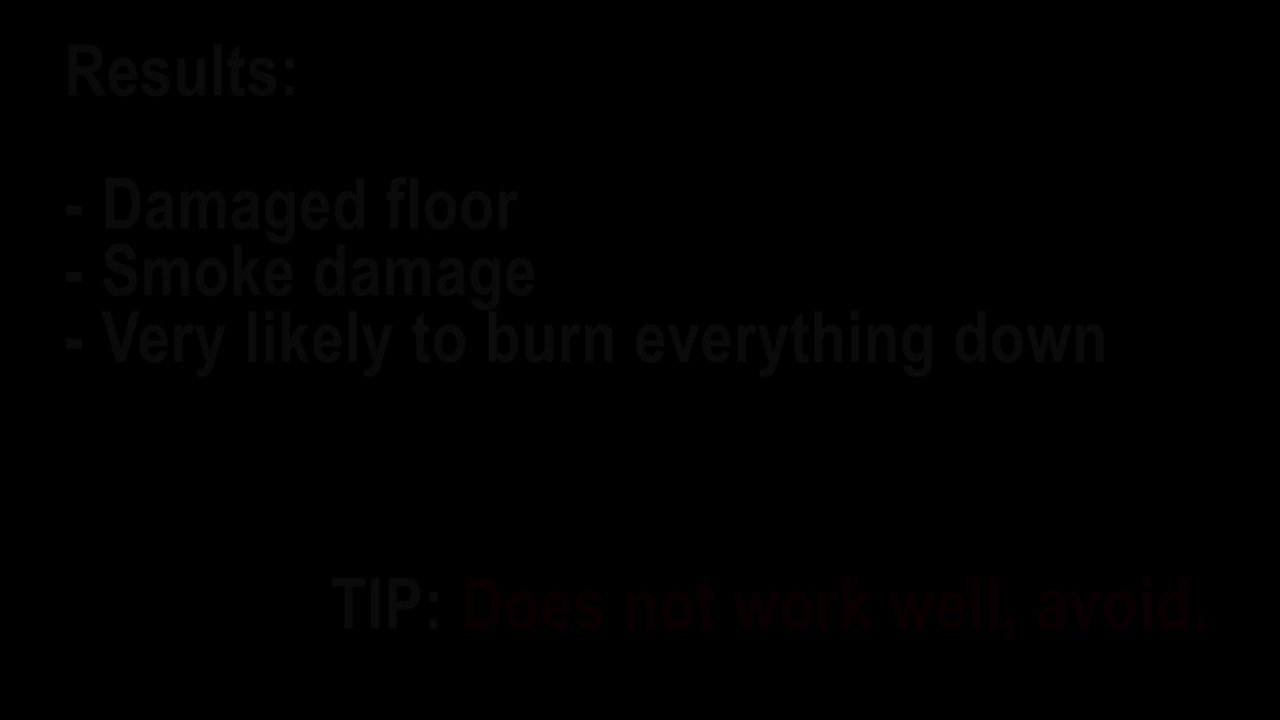 Results:
- Damaged floor
- Smoke damage
- Very likely to burn everything down
TIP: Does not work well, avoid.